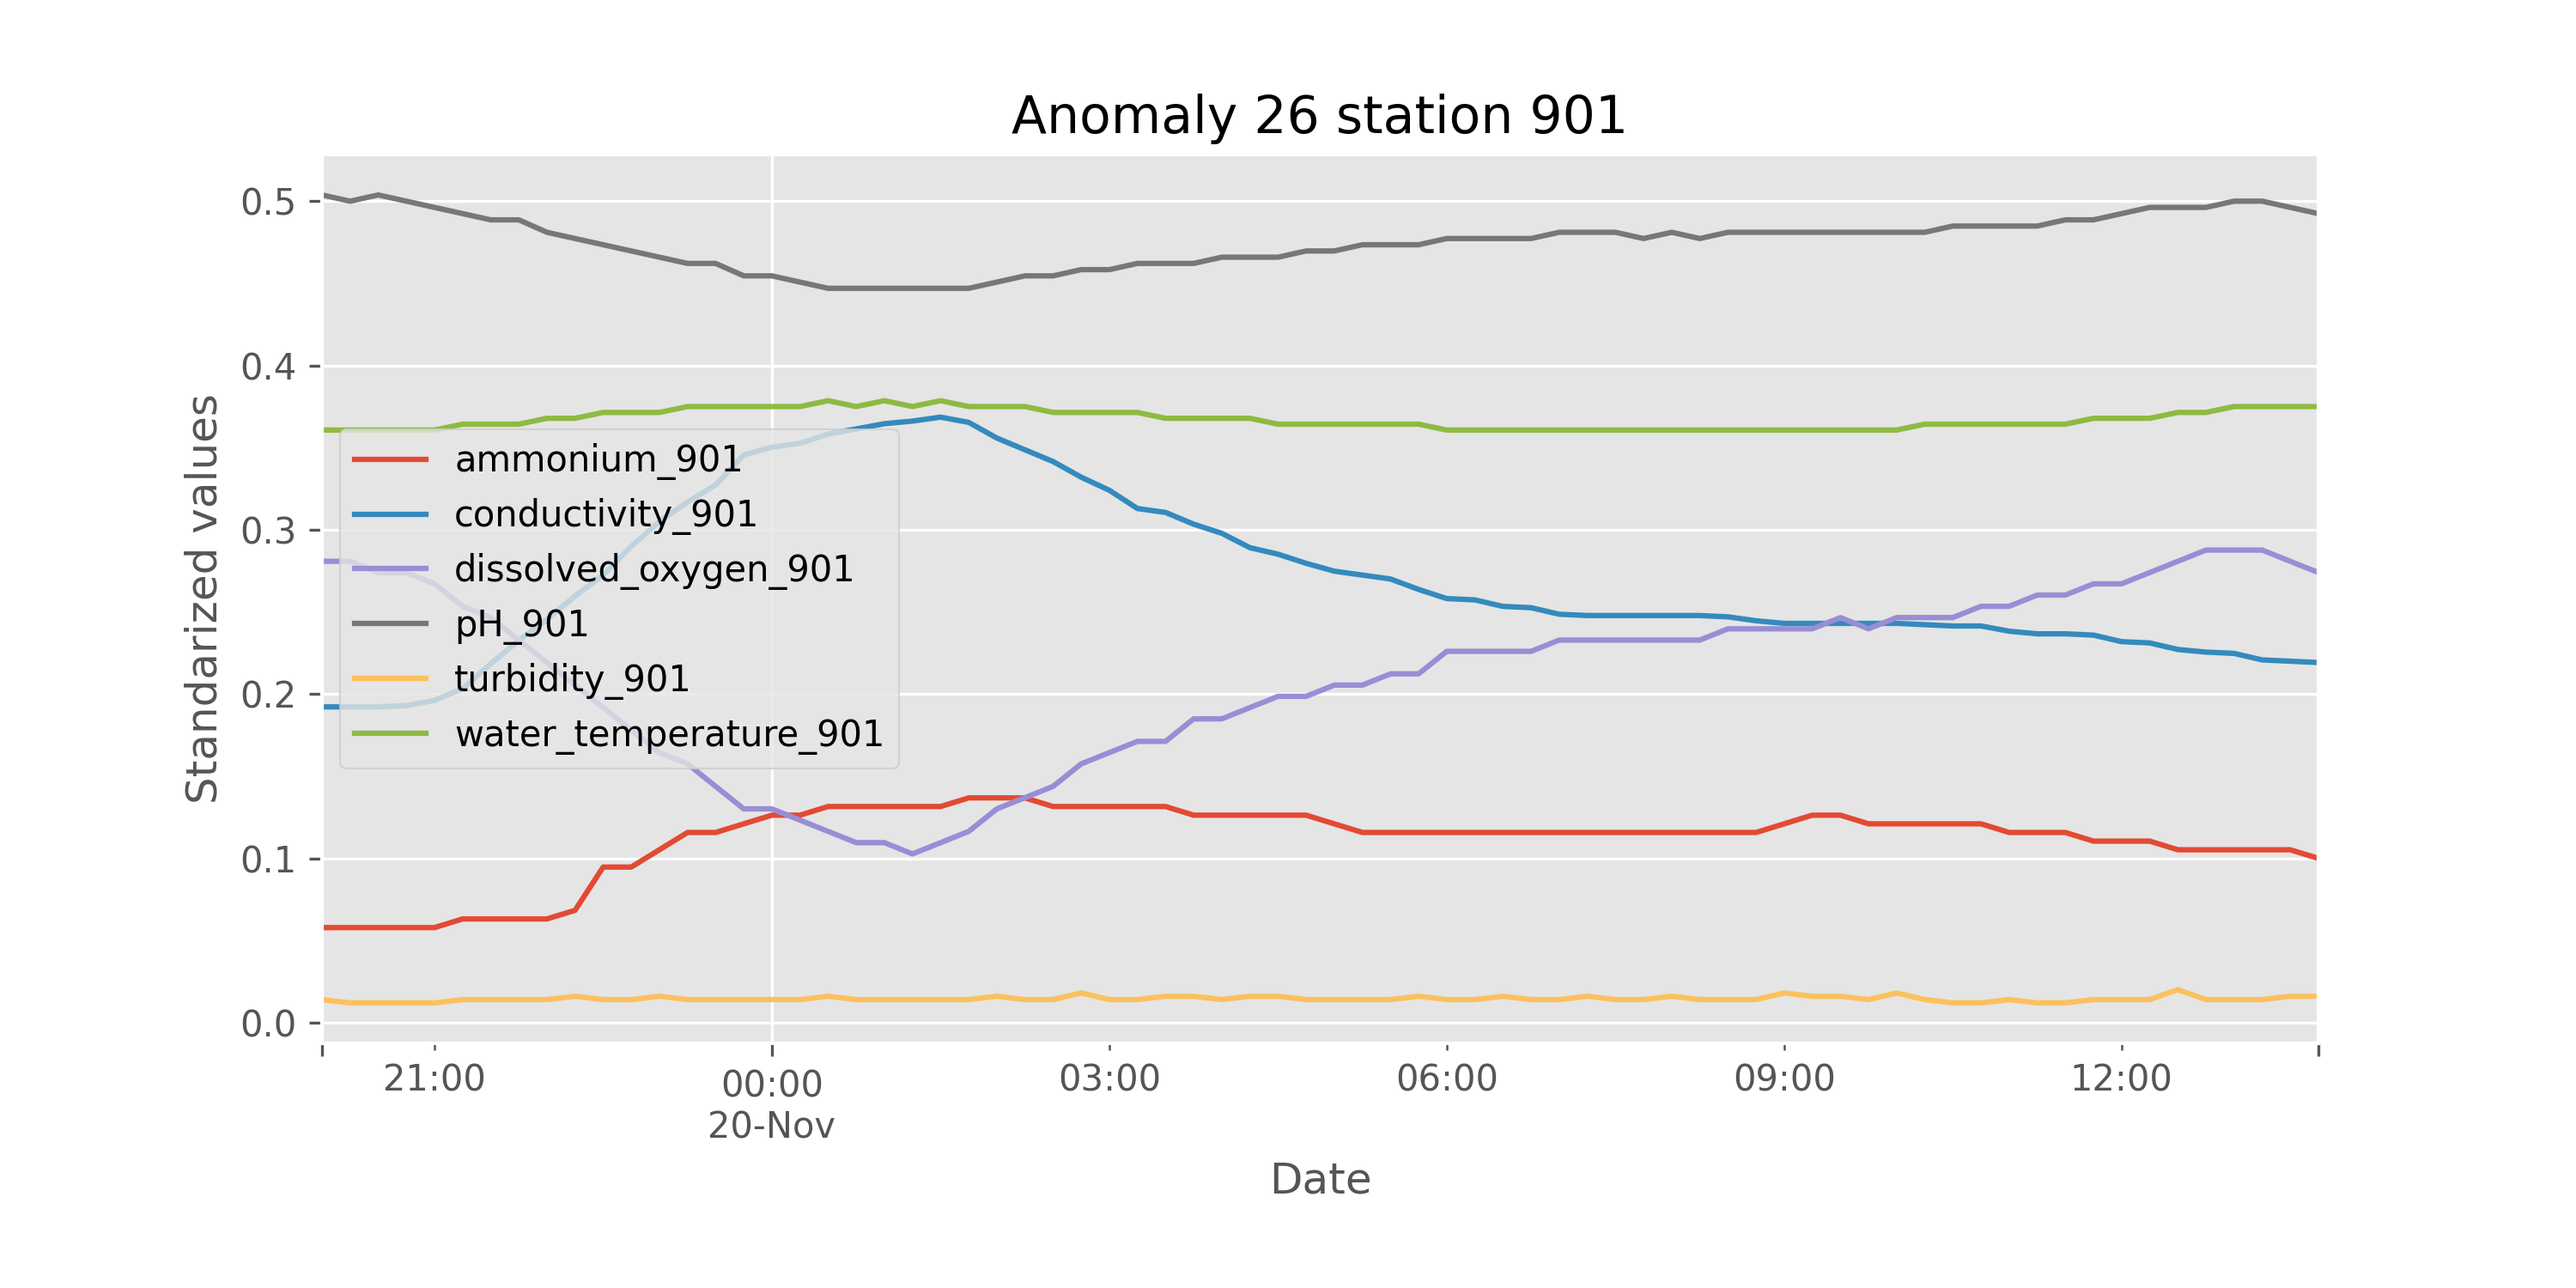 Anomaly 26 station 901
Standarized values
0.5
0.4
0.3
0.2
0.1
0.0
ammonium_901
conductivity_901
dissolved_oxygen_901
pH_901
turbidity_901
water_temperature_901
21:00
00:00
20-Nov
03:00
06:00
09:00
12:00
Date